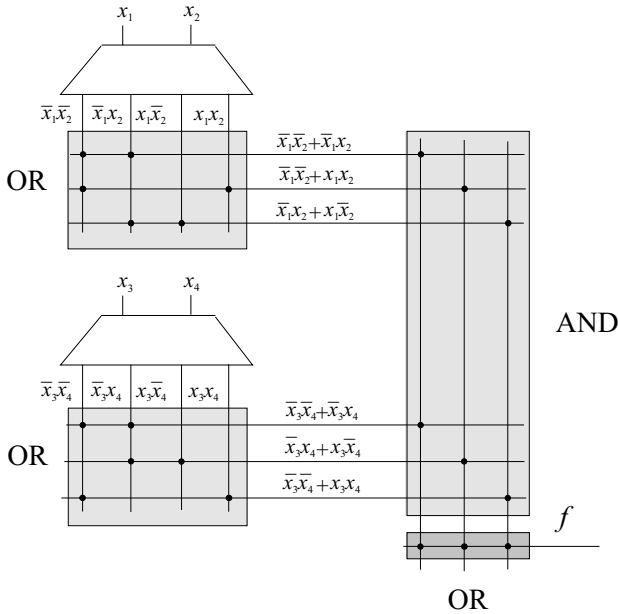 x₁ x₂
x̅₁x̅₂ x̅₁x₂ x₁x̅₂ x₁x₂
x̅₁x̅₂+x̅₁x₂
OR
x̅₁x̅₂+x₁x₂
x̅₁x₂+x₁x̅₂
x₃ x₄
AND
x̅₃x̅₄ x̅₃x₄ x₃x̅₄ x₃x₄
x̅₃x̅₄+x̅₃x₄
OR
x̅₃x₄+x₃x̅₄
x̅₃x̅₄+x₃x₄
f
OR